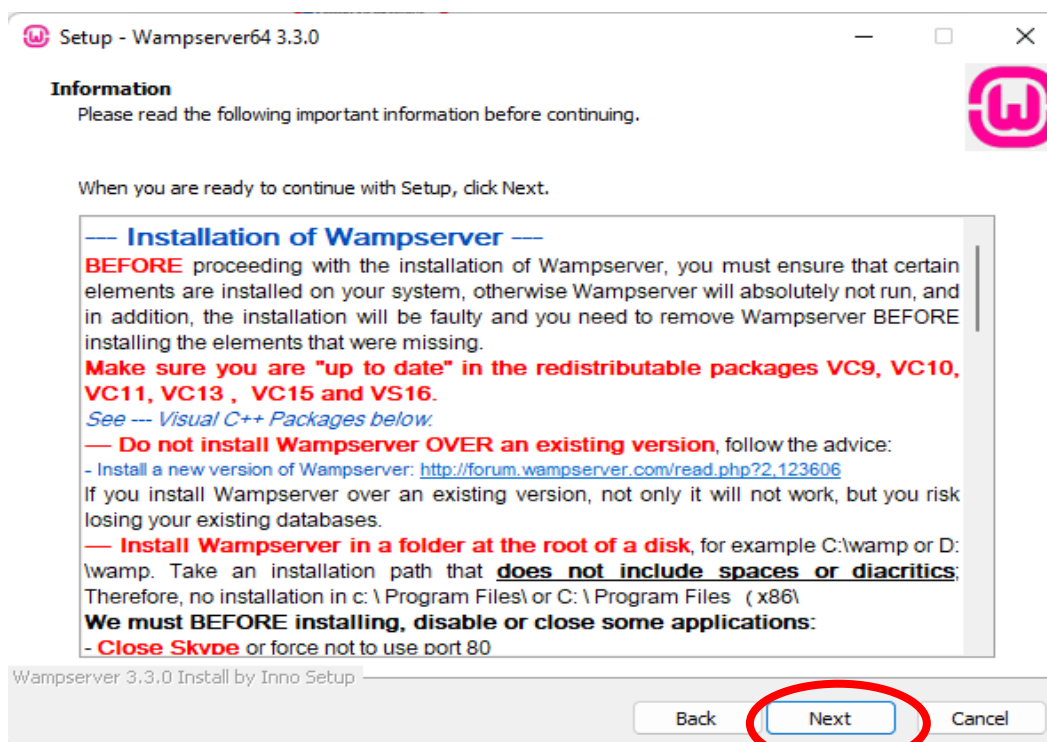 Setup - Wampserver64 3.3.0
Information
Please read the following important information before continuing.
When you are ready to continue with Setup, click Next.
--- Installation of Wampserver ---
BEFORE proceeding with the installation of Wampserver, you must ensure that certain
elements are installed on your system, otherwise Wampserver will absolutely not run, and
in addition, the installation will be faulty and you need to remove Wampserver BEFORE
installing the elements that were missing.
Make sure you are "up to date" in the redistributable packages VC9, VC10,
VC11, VC13 , VC15 and VS16.
See --- Visual C++ Packages below.
— Do not install Wampserver OVER an existing version, follow the advice:
- Install a new version of Wampserver: http://forum.wampserver.com/read.php?2,123606
If you install Wampserver over an existing version, not only it will not work, but you risk
losing your existing databases.
— Install Wampserver in a folder at the root of a disk, for example C:\wamp or D:
\wamp. Take an installation path that does not include spaces or diacritics;
Therefore, no installation in c: \ Program Files\ or C: \ Program Files (x86\
We must BEFORE installing, disable or close some applications:
- Close Skype or force not to use port 80
Wampserver 3.3.0 Install by Inno Setup
Back Next Cancel